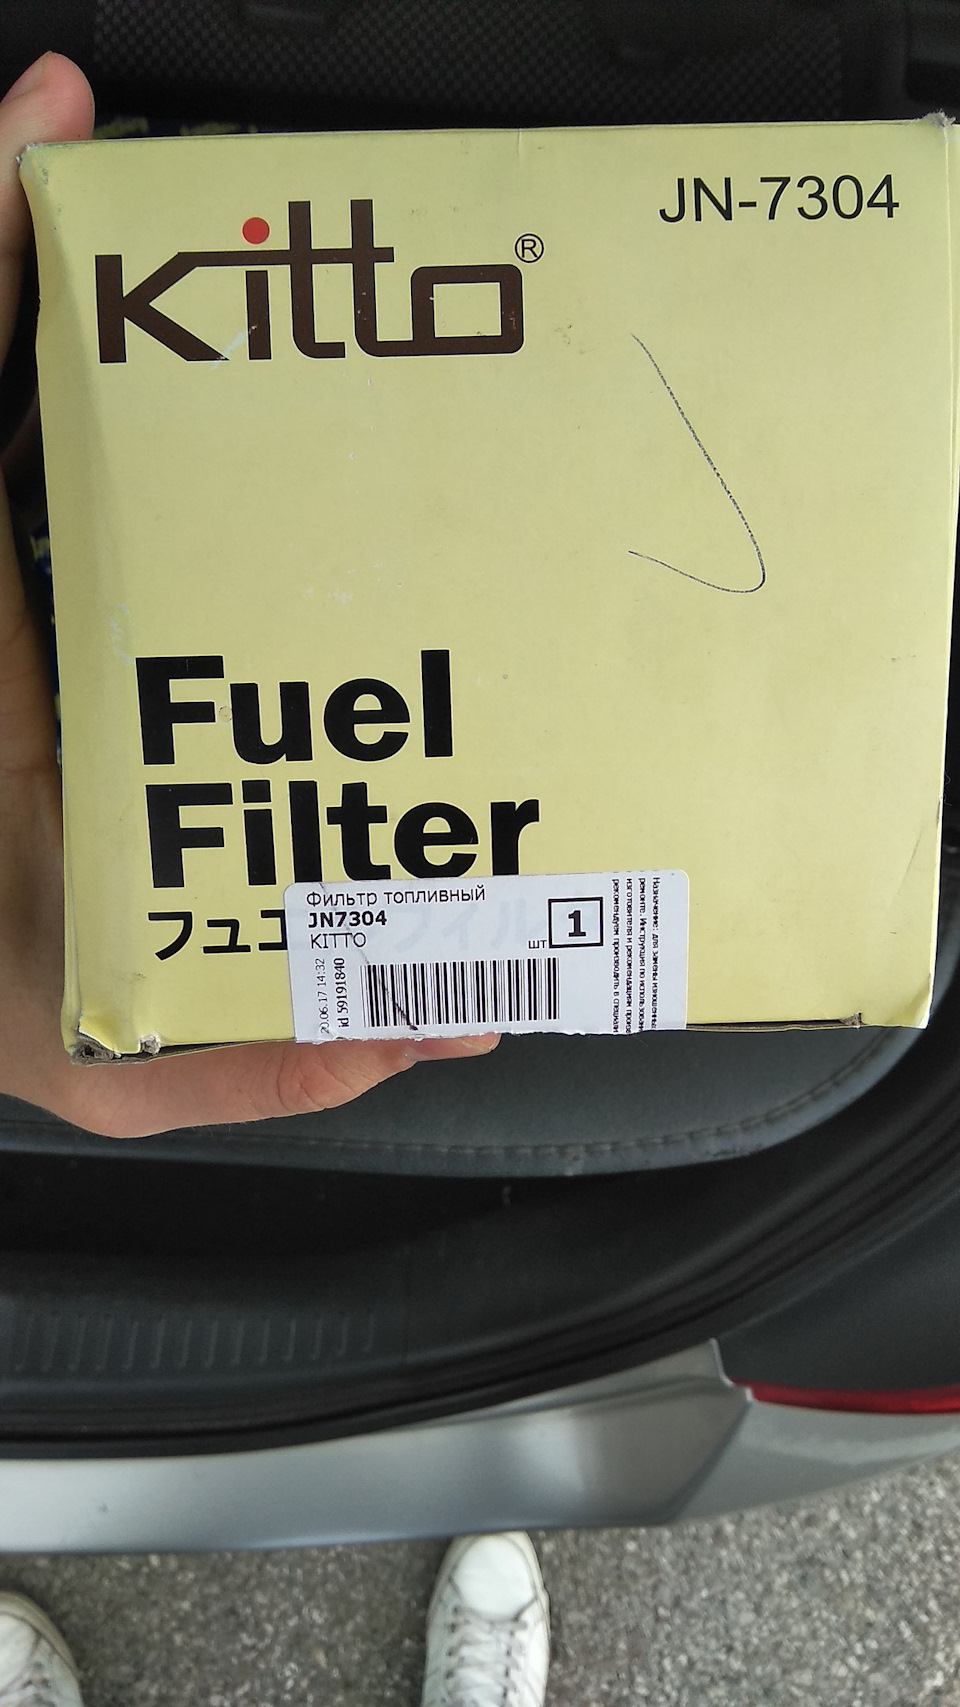 JN-7304
Kitto®
Fuel
Filter
フュエ
Фильтр топливный
JN7304
KITTO
шт 1
.06.17 14:32
id 59191840